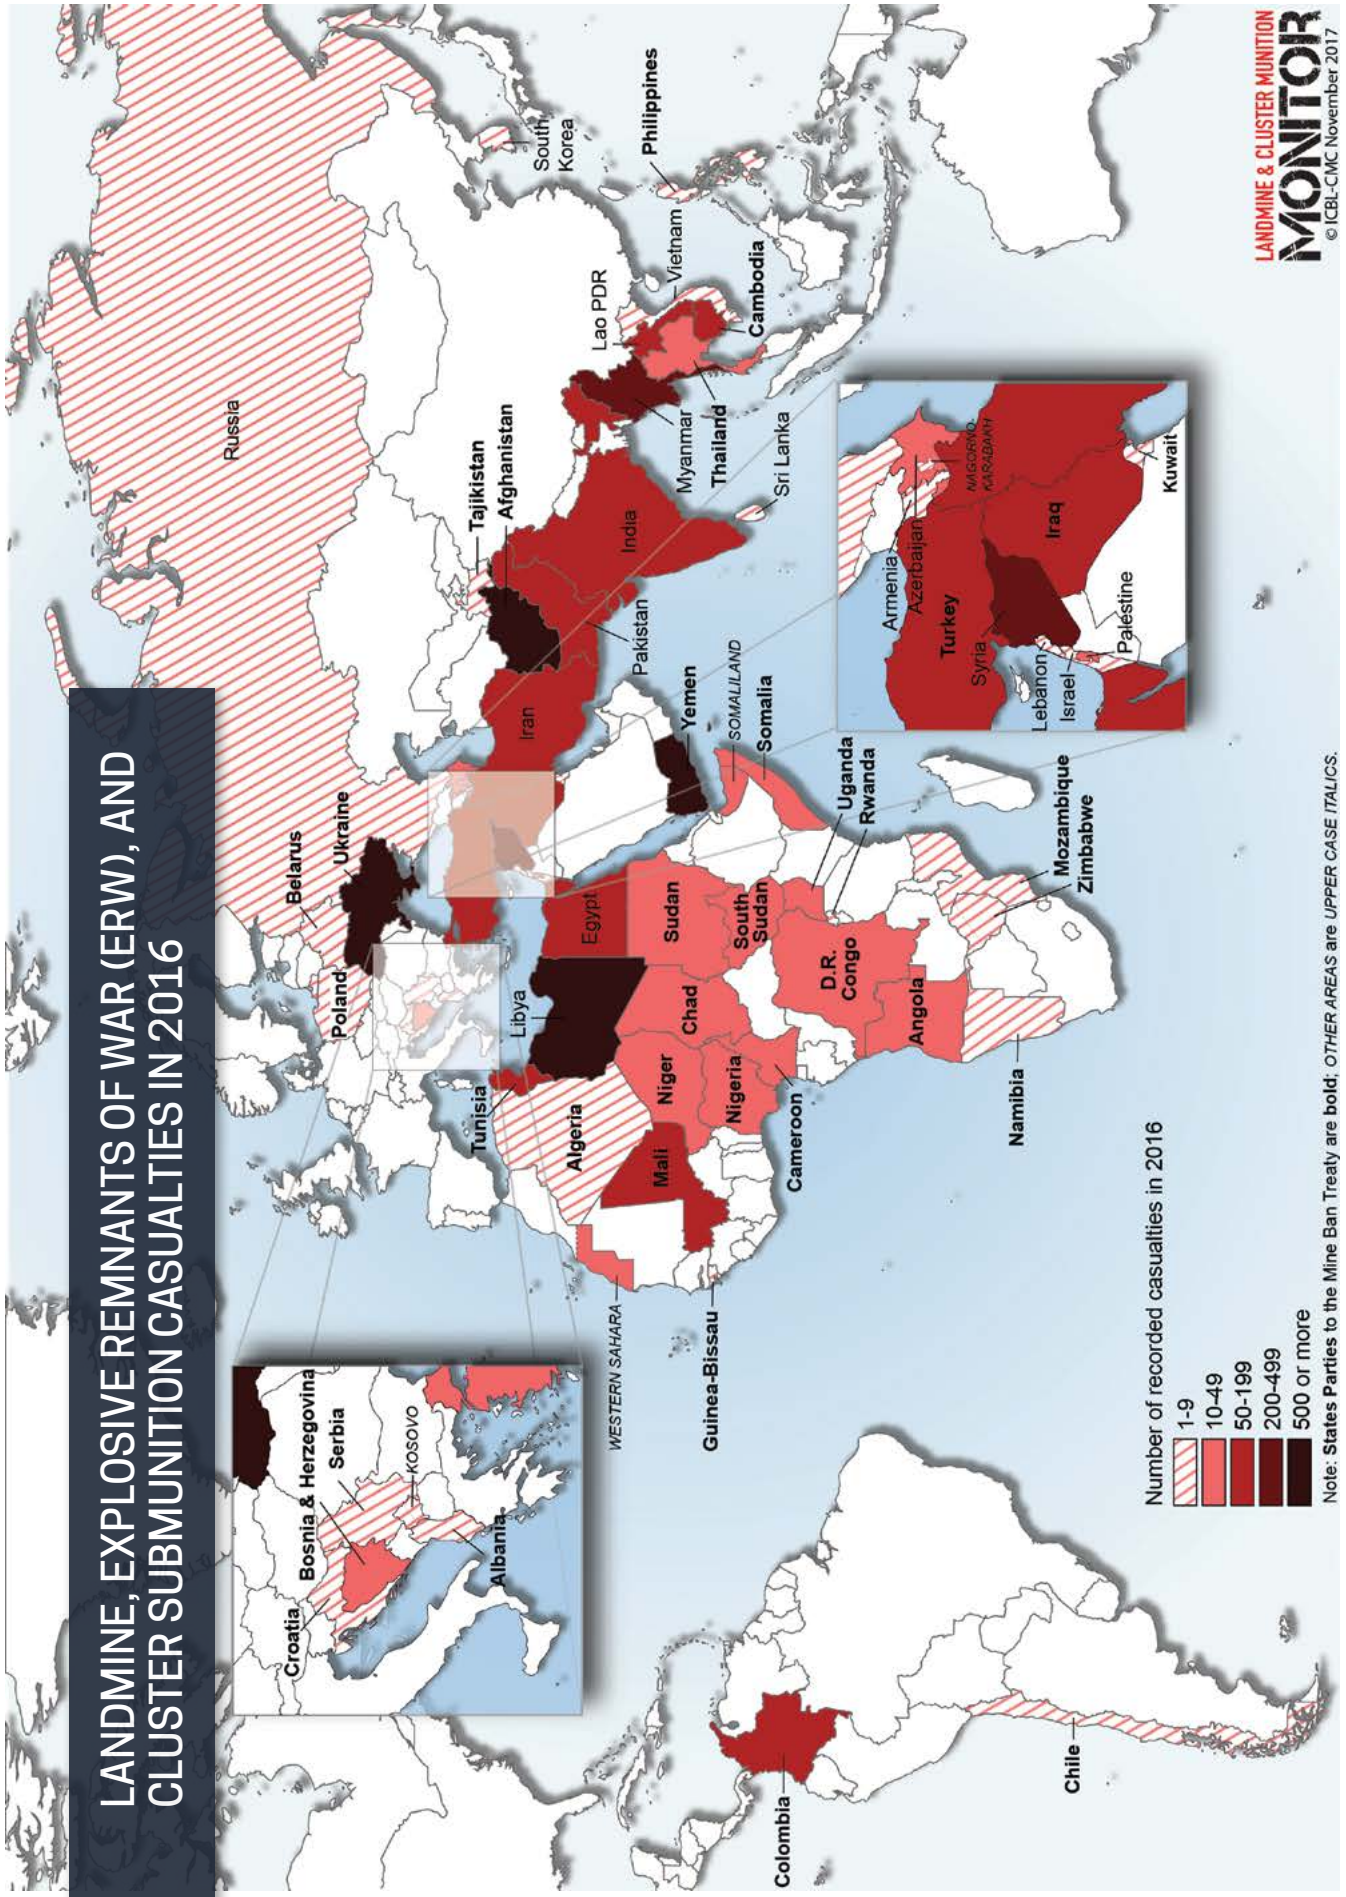 LANDMINE, EXPLOSIVE REMNANTS OF WAR (ERW), AND
CLUSTER SUBMUNITION CASUALTIES IN 2016
Croatia
Bosnia & Herzegovina
Serbia
KOSOVO
Albania
Poland
Belarus
Ukraine
Russia
Tunisia
Libya
Algeria
Egypt
WESTERN SAHARA
Mali
Niger
Chad
Sudan
Guinea-Bissau
Nigeria
South
Sudan
Cameroon
D.R.
Congo
Angola
Uganda
Rwanda
Namibia
Mozambique
Zimbabwe
Yemen
SOMALILAND
Somalia
Iran
Pakistan
Tajikistan
Afghanistan
India
Sri Lanka
Myanmar
Thailand
Lao PDR
Vietnam
Cambodia
South
Korea
Philippines
Armenia
Azerbaijan
NAGORNO-
KARABAKH
Turkey
Syria
Iraq
Lebanon
Israel
Palestine
Kuwait
Colombia
Chile
Number of recorded casualties in 2016
1-9
10-49
50-199
200-499
500 or more
Note: States Parties to the Mine Ban Treaty are bold; OTHER AREAS are UPPER CASE ITALICS.
LANDMINE & CLUSTER MUNITION
MONITOR
© ICBL-CMC November 2017